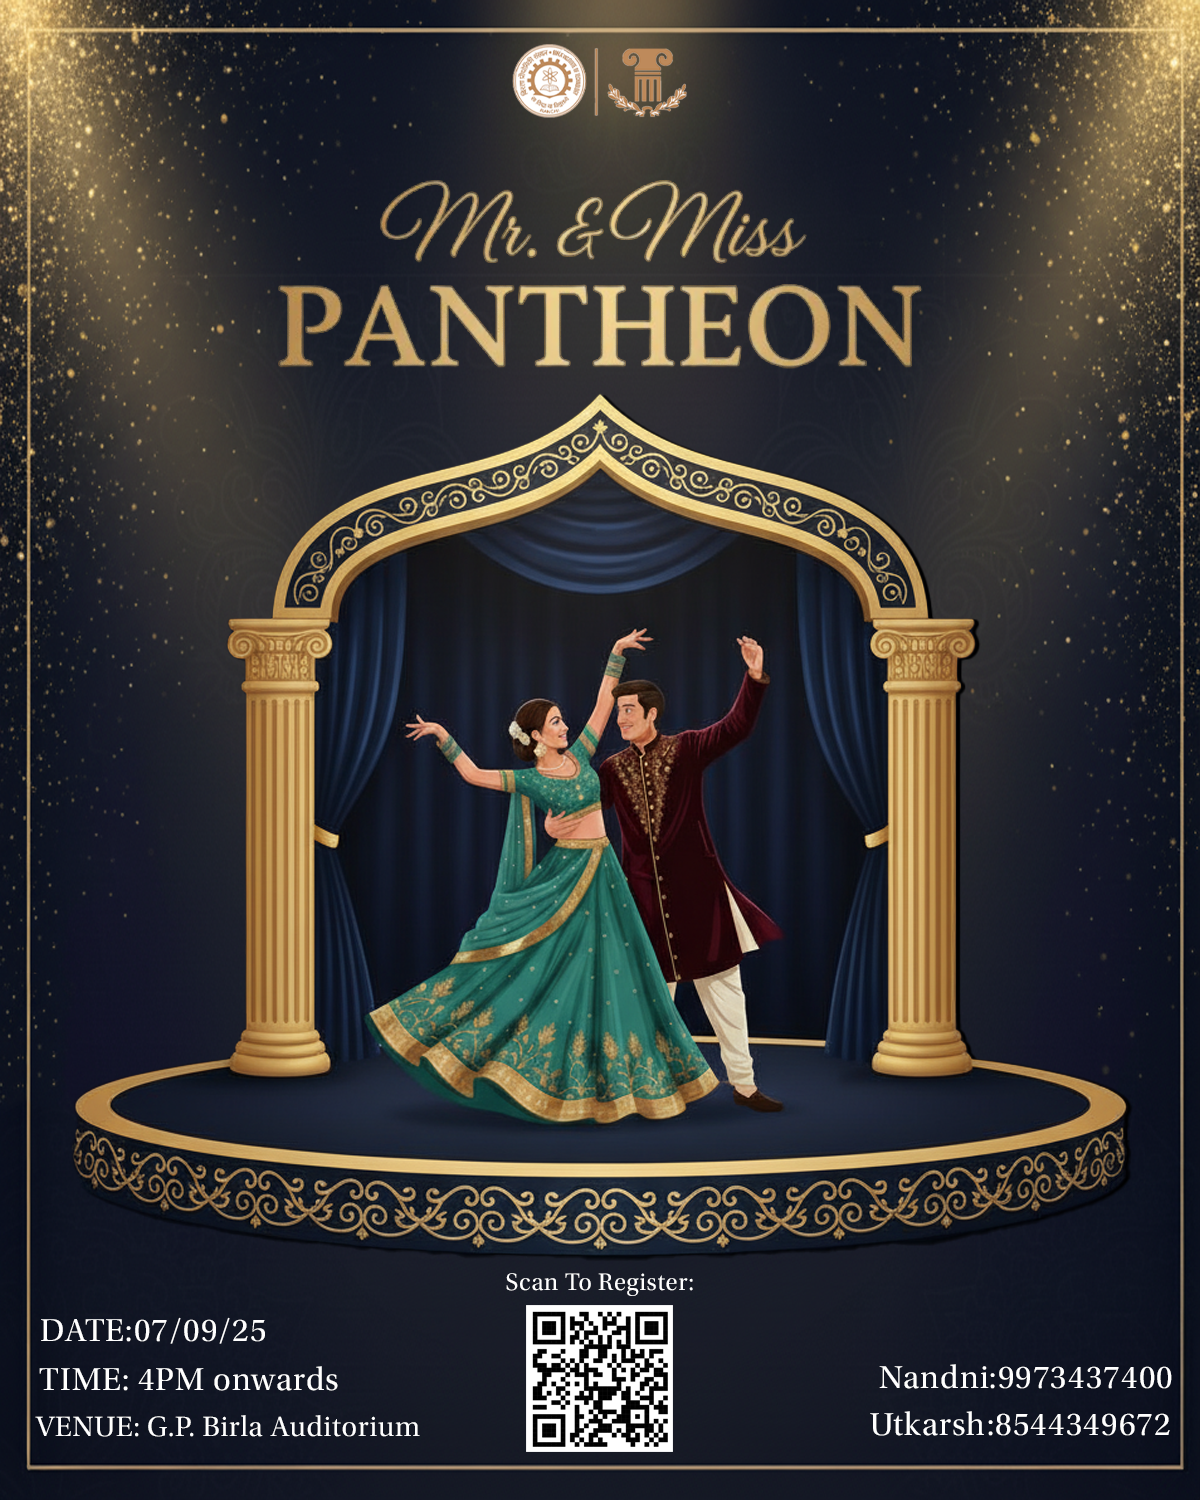 Mr. & Miss
PANTHEON
Scan To Register:
DATE:07/09/25
TIME: 4PM onwards
VENUE: G.P. Birla Auditorium
Nandni:9973437400
Utkarsh:8544349672